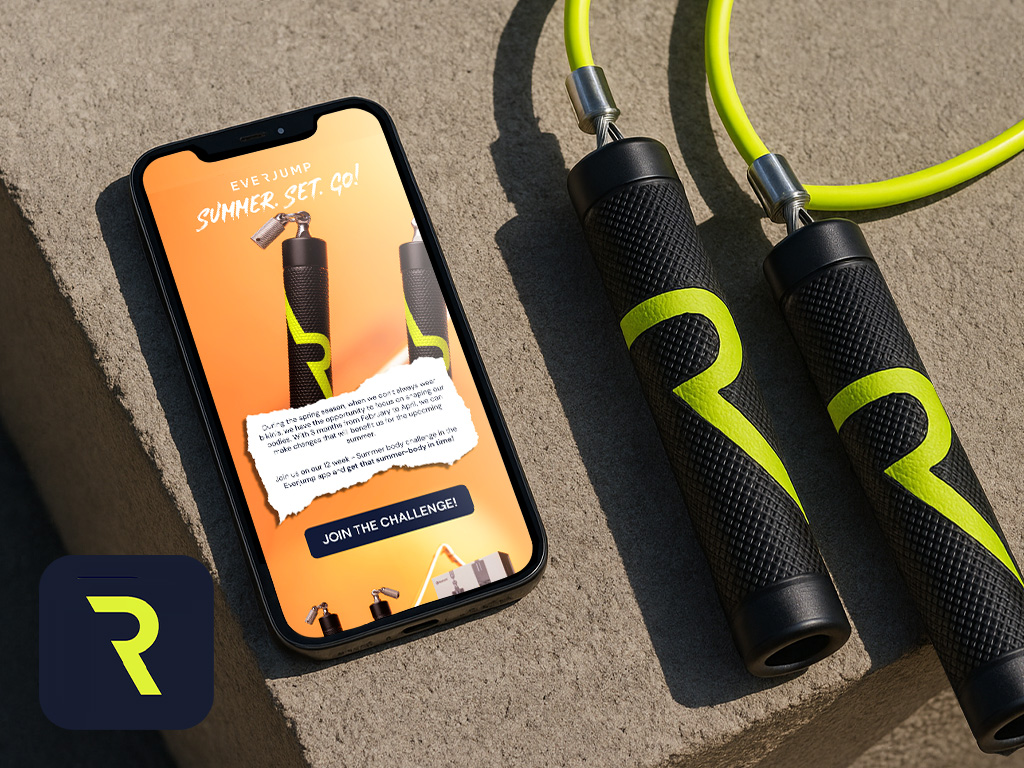 EVERJUMP
SUMMER. SET. GO!
R
R
During the spring season, when we don't always wear
bikinis, we have the opportunity to focus on shaping our
bodies. With 3 months from February to April, we can
make changes that will benefit us for the upcoming
summer.
Join us on our 12 week - Summer body challenge in the
Everjump app and get that summer-body in time!
JOIN THE CHALLENGE!
R
R
R